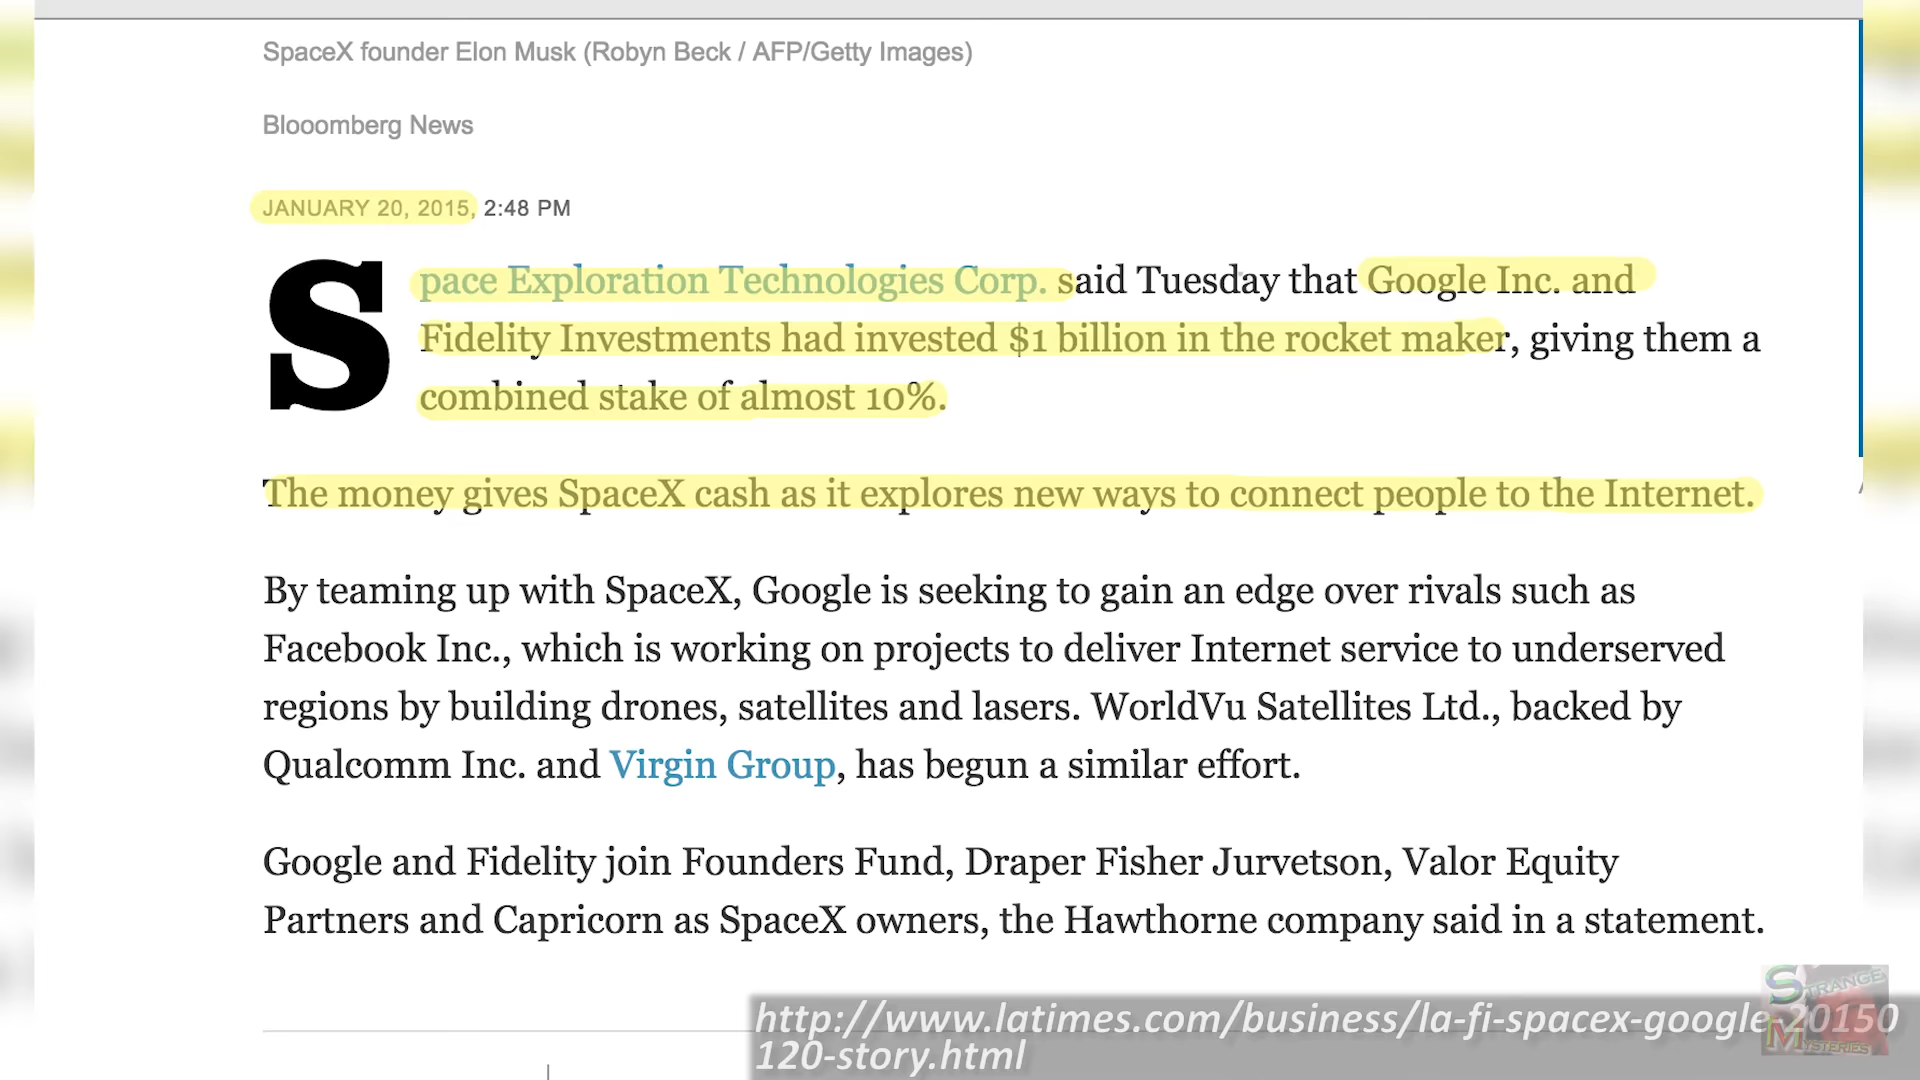 SpaceX founder Elon Musk (Robyn Beck / AFP/Getty Images)
Blooomberg News
JANUARY 20, 2015, 2:48 PM
Space Exploration Technologies Corp. said Tuesday that Google Inc. and
Fidelity Investments had invested $1 billion in the rocket maker, giving them a
combined stake of almost 10%.
The money gives SpaceX cash as it explores new ways to connect people to the Internet.
By teaming up with SpaceX, Google is seeking to gain an edge over rivals such as
Facebook Inc., which is working on projects to deliver Internet service to underserved
regions by building drones, satellites and lasers. WorldVu Satellites Ltd., backed by
Qualcomm Inc. and Virgin Group, has begun a similar effort.
Google and Fidelity join Founders Fund, Draper Fisher Jurvetson, Valor Equity
Partners and Capricorn as SpaceX owners, the Hawthorne company said in a statement.
http://www.latimes.com/business/la-fi-spacex-google-20150
120-story.html
STRANGE
MYSTERIES